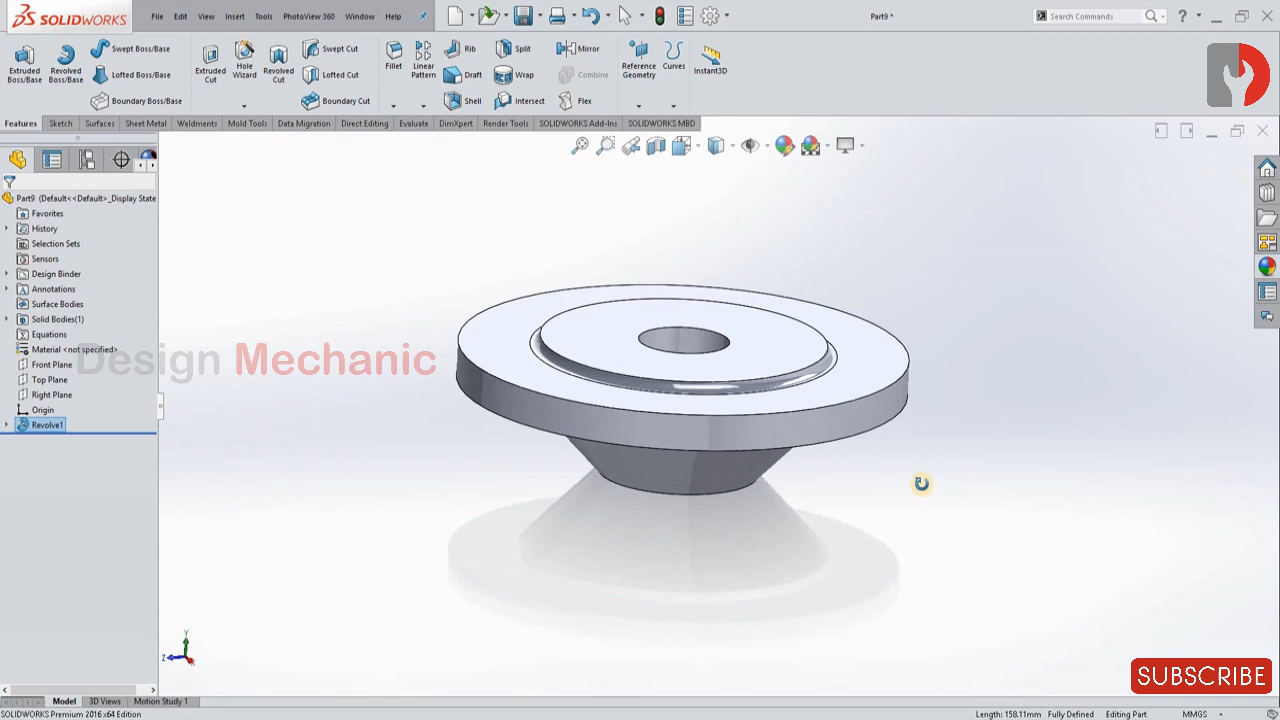 SOLIDWORKS
File Edit View Insert Tools PhotoView 360 Window Help
Part9 *
Search Commands
Extruded Boss/Base
Revolved Boss/Base
Swept Boss/Base
Lofted Boss/Base
Boundary Boss/Base
Extruded Cut
Hole Wizard
Revolved Cut
Swept Cut
Lofted Cut
Boundary Cut
Fillet
Linear Pattern
Rib
Draft
Shell
Split
Wrap
Intersect
Mirror
Combine
Flex
Reference Geometry
Curves
Instant3D
Features Sketch Surfaces Sheet Metal Weldments Mold Tools Data Migration Direct Editing Evaluate DimXpert Render Tools SOLIDWORKS Add-Ins SOLIDWORKS MBD
Part9 (Default<<Default>_Display State
Favorites
History
Selection Sets
Sensors
Design Binder
Annotations
Surface Bodies
Solid Bodies(1)
Equations
Material <not specified>
Front Plane
Top Plane
Right Plane
Origin
Revolve1
Design Mechanic
Y
Z
SUBSCRIBE
Model 3D Views Motion Study 1
SOLIDWORKS Premium 2016 x64 Edition
Length: 158.11mm Fully Defined Editing Part MMGS